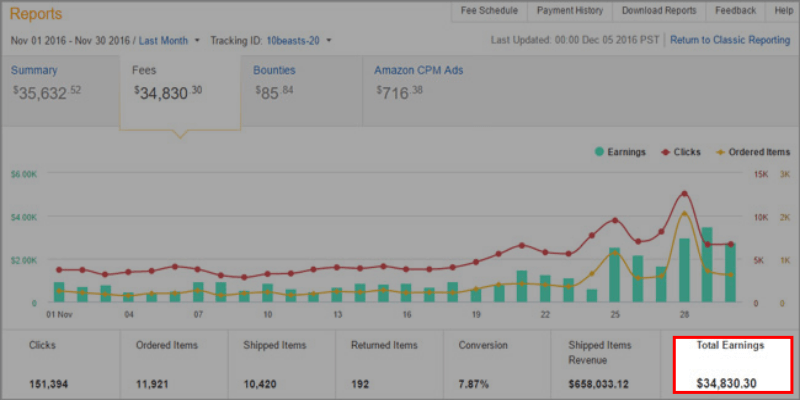 Reports
Fee Schedule Payment History Download Reports Feedback Help
Nov 01 2016 - Nov 30 2016 / Last Month Tracking ID: 10beasts-20
Last Updated: 00:00 Dec 05 2016 PST Return to Classic Reporting
Summary Fees Bounties Amazon CPM Ads
$35,632.52 $34,830.30 $85.84 $716.38
Earnings Clicks Ordered Items
$6.00K 15K 3K
$4.00K 10K 2K
$2.00K 5K 1K
0 0 0
01 Nov 04 07 10 13 16 19 22 25 28
Clicks Ordered Items Shipped Items Returned Items Conversion Shipped Items Total Earnings
Revenue
151,394 11,921 10,420 192 7.87% $658,033.12 $34,830.30